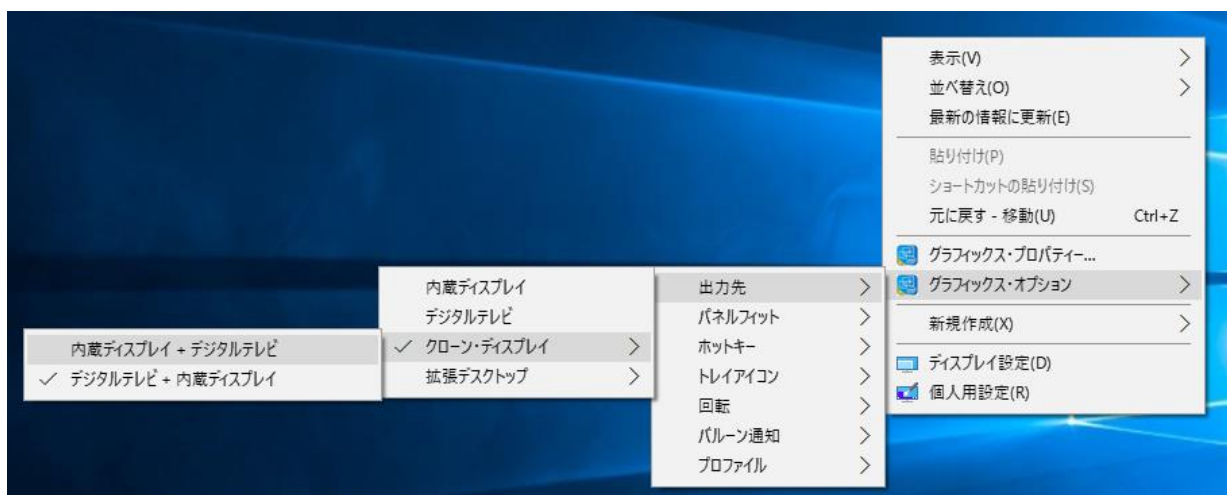 表示(V)
並べ替え(O)
最新の情報に更新(E)
貼り付け(P)
ショートカットの貼り付け(S)
元に戻す - 移動(U) Ctrl+Z
グラフィックス・プロパティー...
グラフィックス・オプション
新規作成(X)
ディスプレイ設定(D)
個人用設定(R)
出力先
パネルフィット
ホットキー
トレイアイコン
回転
バルーン通知
プロファイル
内蔵ディスプレイ
デジタルテレビ
クローン・ディスプレイ
拡張デスクトップ
内蔵ディスプレイ + デジタルテレビ
デジタルテレビ + 内蔵ディスプレイ